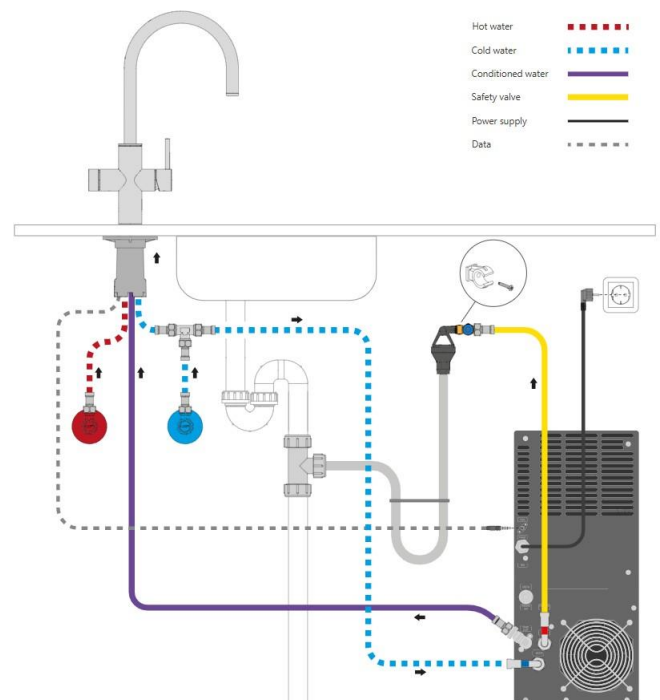 Hot water
Cold water
Conditioned water
Safety valve
Power supply
Data